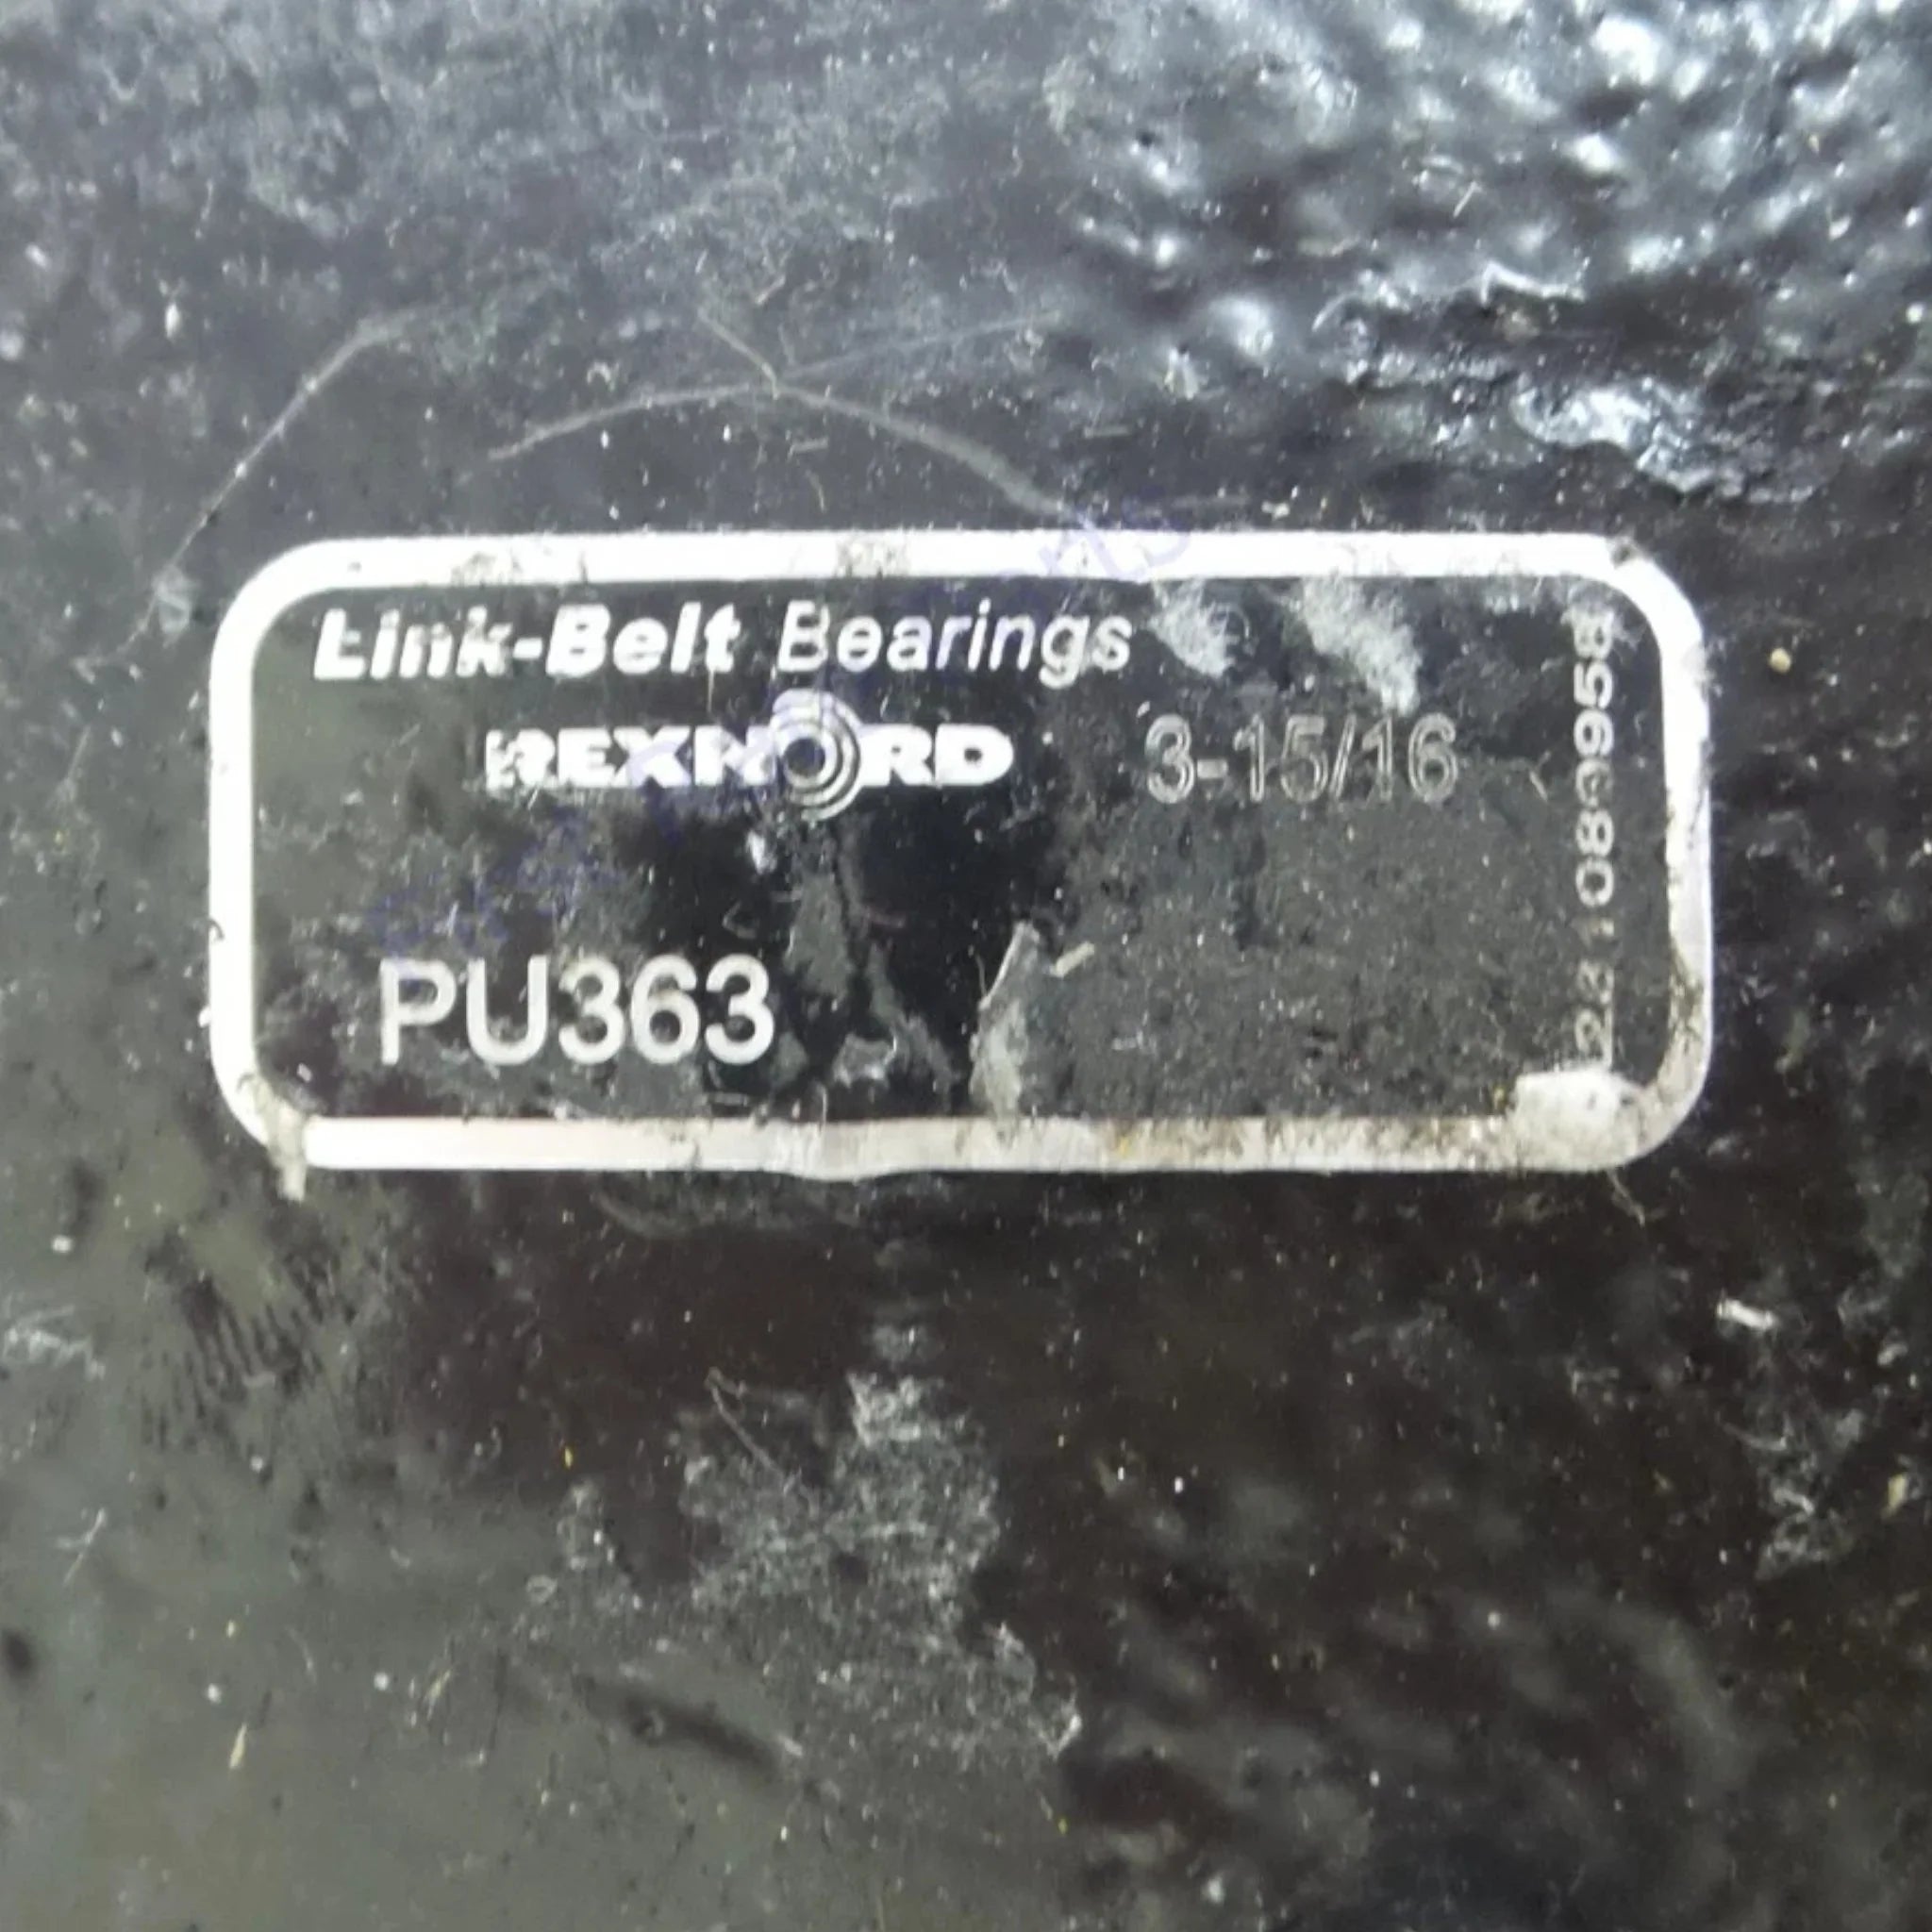 Link-Belt Bearings
REXNORD 3-15/16
PU363